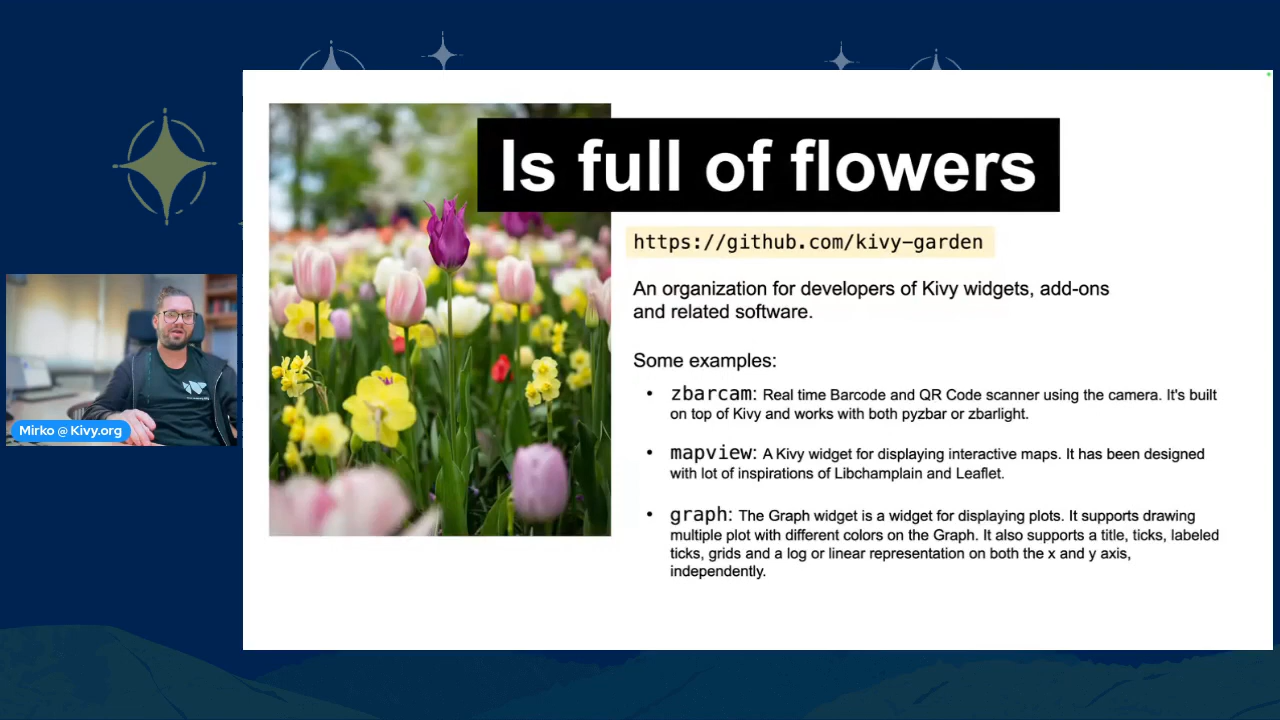 Is full of flowers
https://github.com/kivy-garden
An organization for developers of Kivy widgets, add-ons
and related software.
Some examples:
• zbarcam: Real time Barcode and QR Code scanner using the camera. It's built
on top of Kivy and works with both pyzbar or zbarlight.
• mapview: A Kivy widget for displaying interactive maps. It has been designed
with lot of inspirations of Libchamplain and Leaflet.
• graph: The Graph widget is a widget for displaying plots. It supports drawing
multiple plot with different colors on the Graph. It also supports a title, ticks, labeled
ticks, grids and a log or linear representation on both the x and y axis,
independently.
Mirko @ Kivy.org